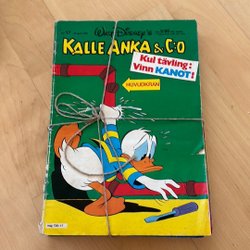 WALT DISNEY'S
KALLE ANKA & C:O
Kul tävling:
Vinn KANOT!
HUVUDKRAN